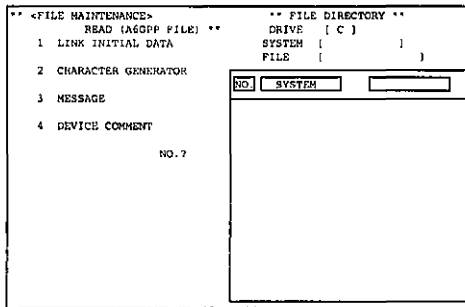 ** <FILE MAINTENANCE>
READ (A6GPP FILE) **
1 LINK INITIAL DATA
2 CHARACTER GENERATOR
3 MESSAGE
4 DEVICE COMMENT
NO.?
** FILE DIRECTORY **
DRIVE [ C ]
SYSTEM [ ]
FILE [ ]
NO. SYSTEM